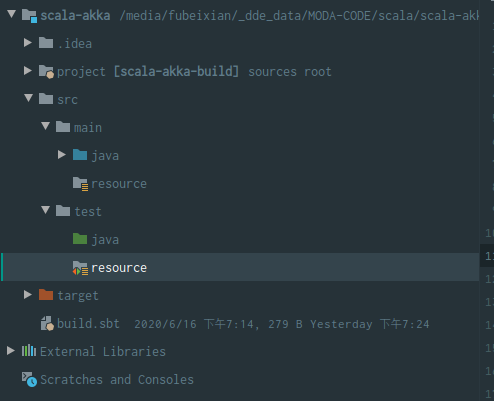 scala-akka /media/fubeixian/_dde_data/MODA-CODE/scala/scala-akk
.idea
project [scala-akka-build] sources root
src
main
java
resource
test
java
resource
target
build.sbt 2020/6/16 下午7:14, 279 B Yesterday 下午7:24
External Libraries
Scratches and Consoles